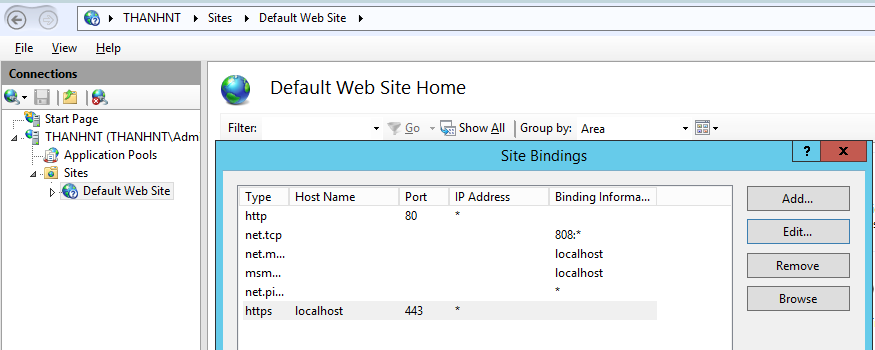 THANHNT Sites Default Web Site
File View Help
Connections
Start Page
THANHNT (THANHNT\Adm
Application Pools
Sites
Default Web Site
Default Web Site Home
Filter: Go Show All Group by: Area
Site Bindings ? X
Type Host Name Port IP Address Binding Informa...
http 80 *
net.tcp 808:*
net.m... localhost
msm... localhost
net.pi... *
https localhost 443 *
Add...
Edit...
Remove
Browse